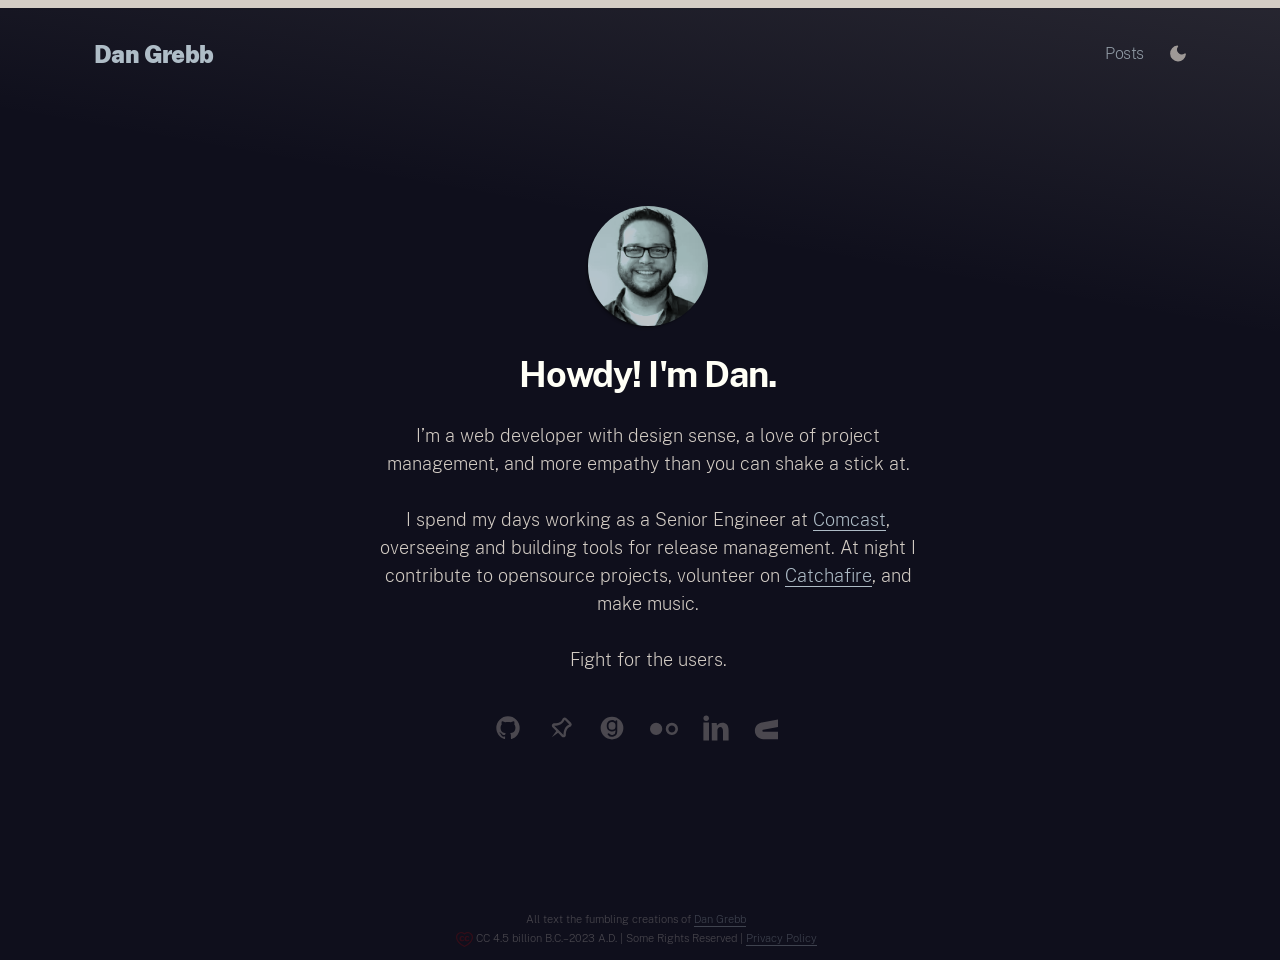 Dan Grebb
Posts
Howdy! I'm Dan.
I’m a web developer with design sense, a love of project
management, and more empathy than you can shake a stick at.
I spend my days working as a Senior Engineer at Comcast,
overseeing and building tools for release management. At night I
contribute to opensource projects, volunteer on Catchafire, and
make music.
Fight for the users.
All text the fumbling creations of Dan Grebb
CC 4.5 billion B.C.–2023 A.D. | Some Rights Reserved | Privacy Policy